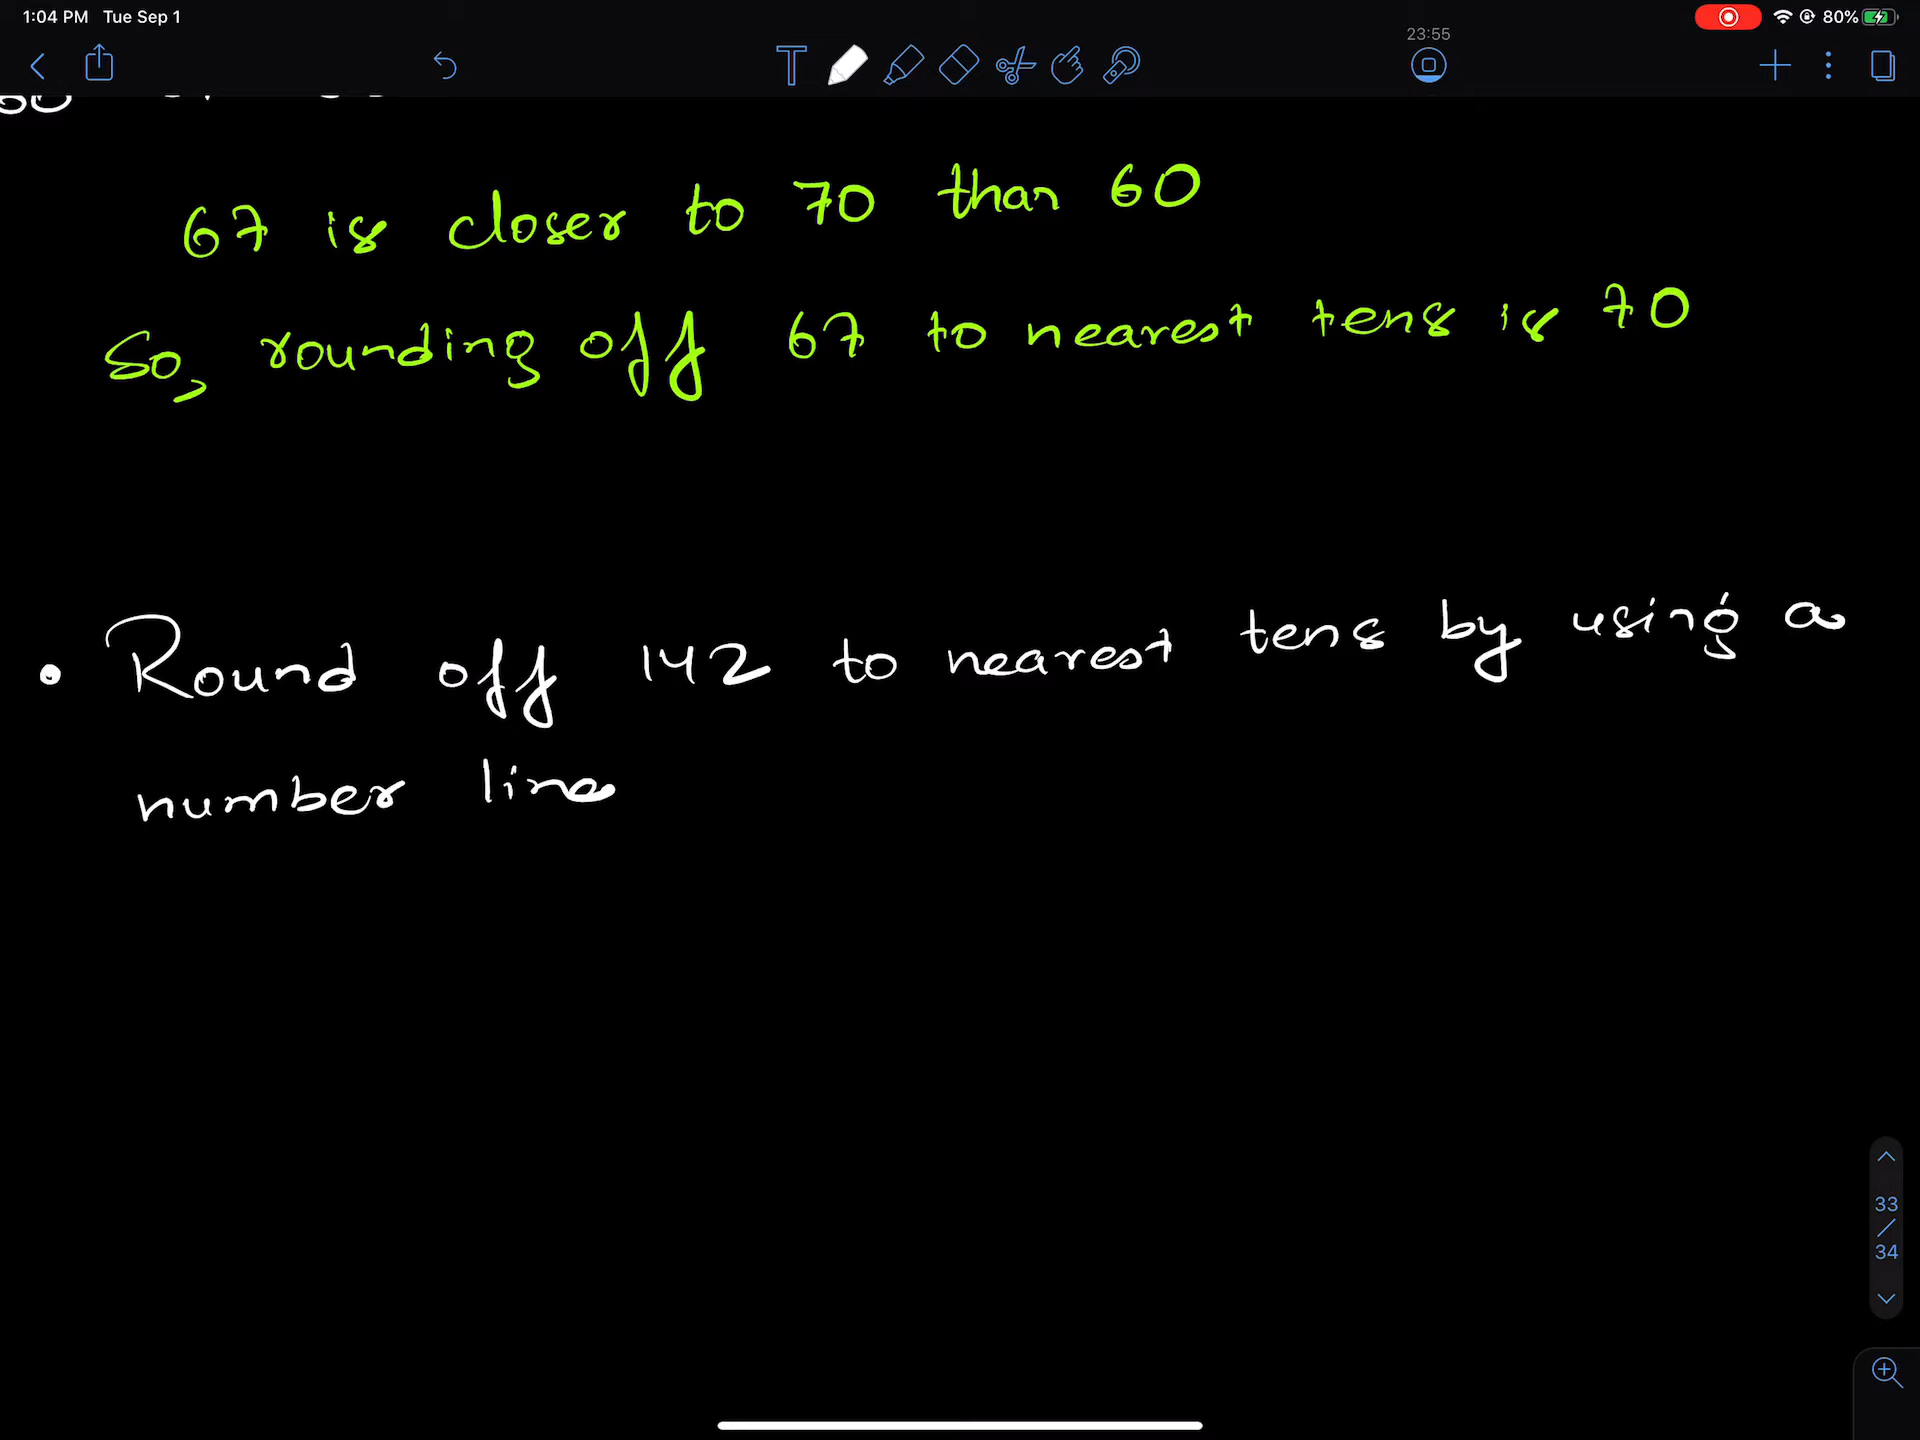 1:04 PM Tue Sep 1
80%
23:55
67 is closer to 70 than 60
So, rounding off 67 to nearest tens is 70
• Round off 142 to nearest tens by using a
number line
33
/
34